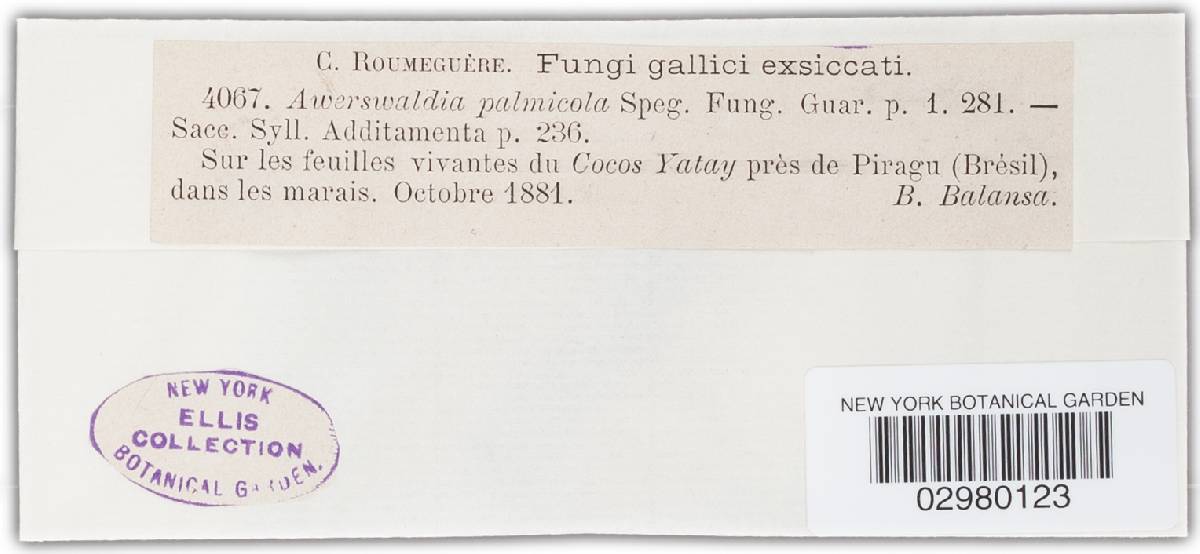 C. ROUMEGUÈRE. Fungi gallici exsiccati.
4067. Awerswaldia palmicola Speg. Fung. Guar. p. 1. 281. —
Sacc. Syll. Additamenta p. 236.
Sur les feuilles vivantes du Cocos Yatay près de Piragu (Brésil),
dans les marais. Octobre 1881. B. Balansa.
NEW YORK
ELLIS
COLLECTION
BOTANICAL GARDEN.
NEW YORK BOTANICAL GARDEN
02980123